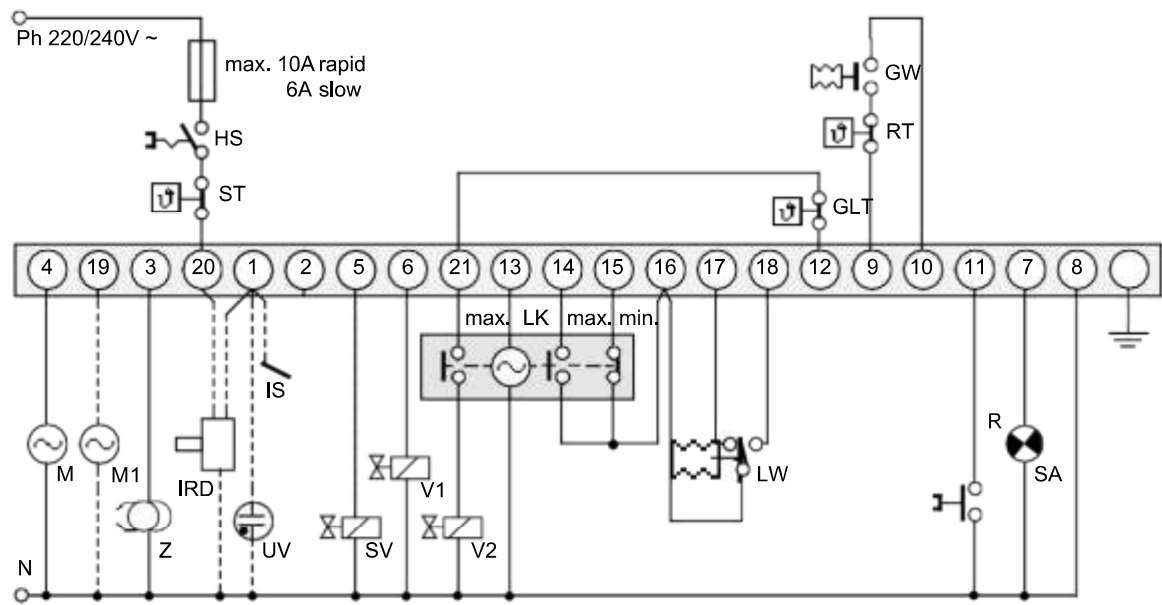 Ph 220/240V ~
max. 10A rapid
6A slow
HS
ST
GW
RT
GLT
4 19 3 20 1 2 5 6 21 13 14 15 16 17 18 12 9 10 11 7 8
max. LK max. min.
IS
M M1 IRD Z UV SV V1 V2 LW R SA
N